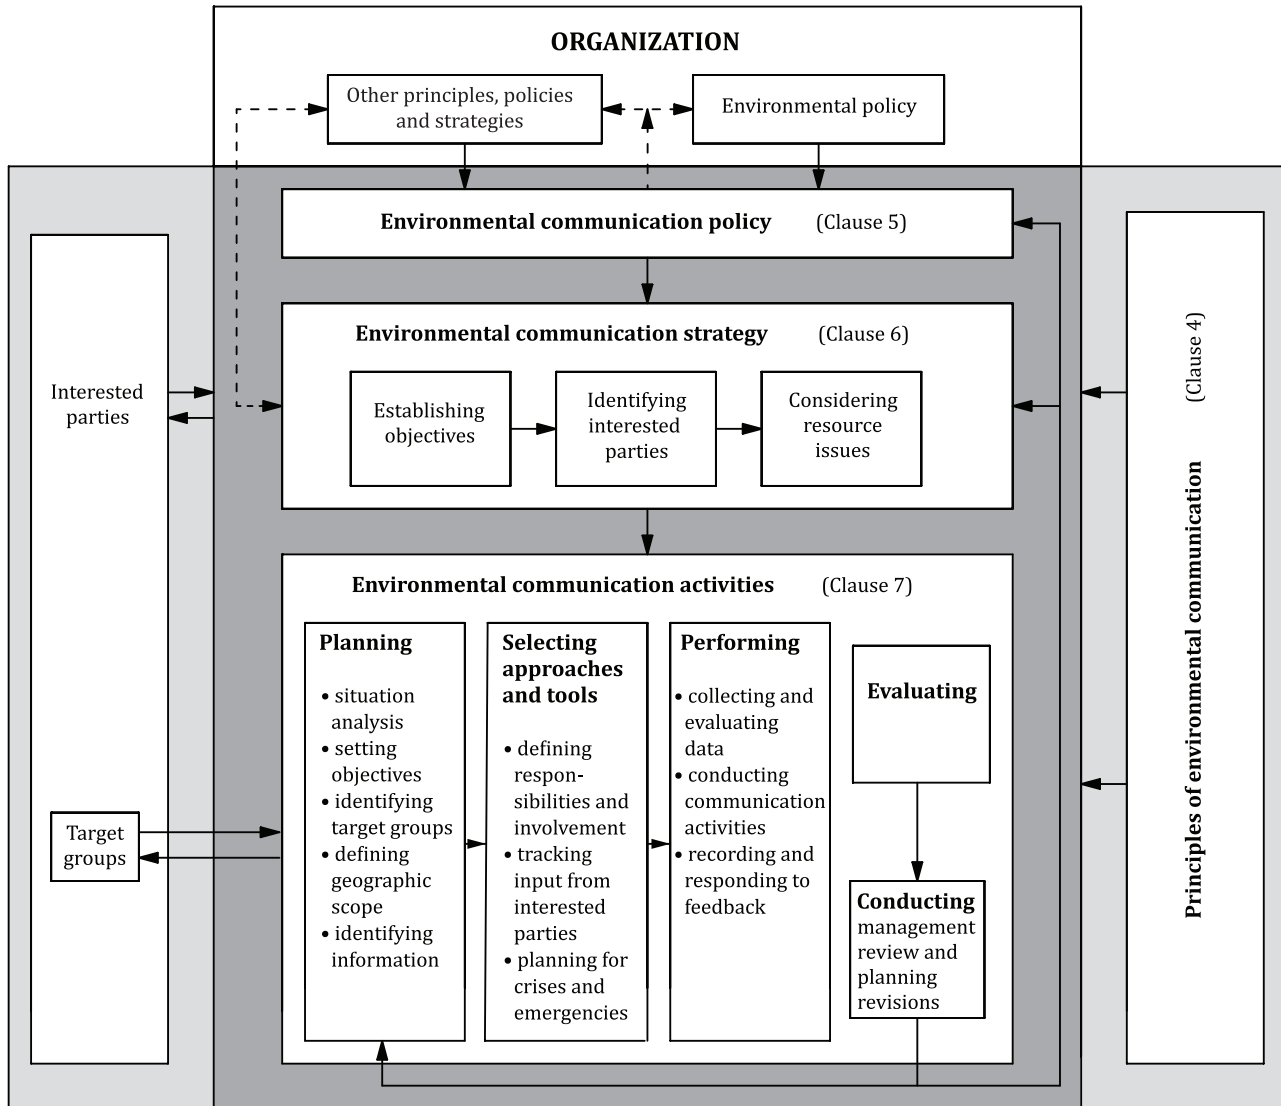 ORGANIZATION
Other principles, policies
and strategies
Environmental policy
Environmental communication policy (Clause 5)
Environmental communication strategy (Clause 6)
Establishing
objectives
Identifying
interested
parties
Considering
resource
issues
Interested
parties
Target
groups
Environmental communication activities (Clause 7)
Planning
• situation
analysis
• setting
objectives
• identifying
target groups
• defining
geographic
scope
• identifying
information
Selecting
approaches
and tools
• defining
respon-
sibilities and
involvement
• tracking
input from
interested
parties
• planning for
crises and
emergencies
Performing
• collecting and
evaluating
data
• conducting
communication
activities
• recording and
responding to
feedback
Evaluating
Conducting
management
review and
planning
revisions
Principles of environmental communication (Clause 4)